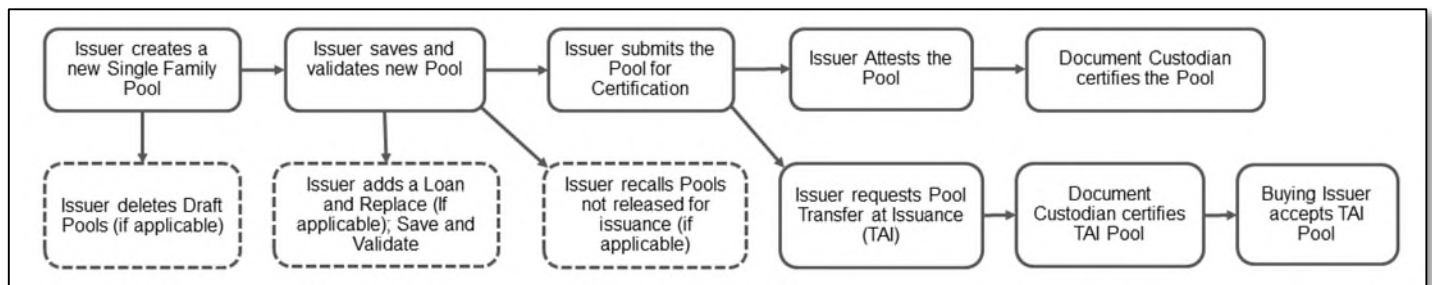 Issuer creates a
new Single Family
Pool
Issuer saves and
validates new Pool
Issuer submits the
Pool for
Certification
Issuer Attests the
Pool
Document Custodian
certifies the Pool
Issuer deletes Draft
Pools (if applicable)
Issuer adds a Loan
and Replace (If
applicable); Save and
Validate
Issuer recalls Pools
not released for
issuance (if
applicable)
Issuer requests Pool
Transfer at Issuance
(TAI)
Document
Custodian certifies
TAI Pool
Buying Issuer
accepts TAI
Pool